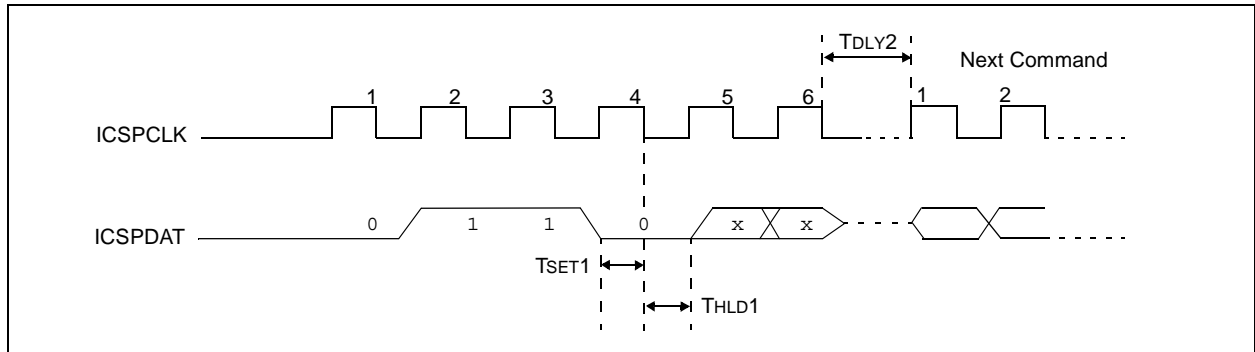 TDLY2
Next Command
1 2 3 4 5 6 1 2
ICSPCLK
ICSPDAT
0 1 1 0 x x
TSET1
THLD1